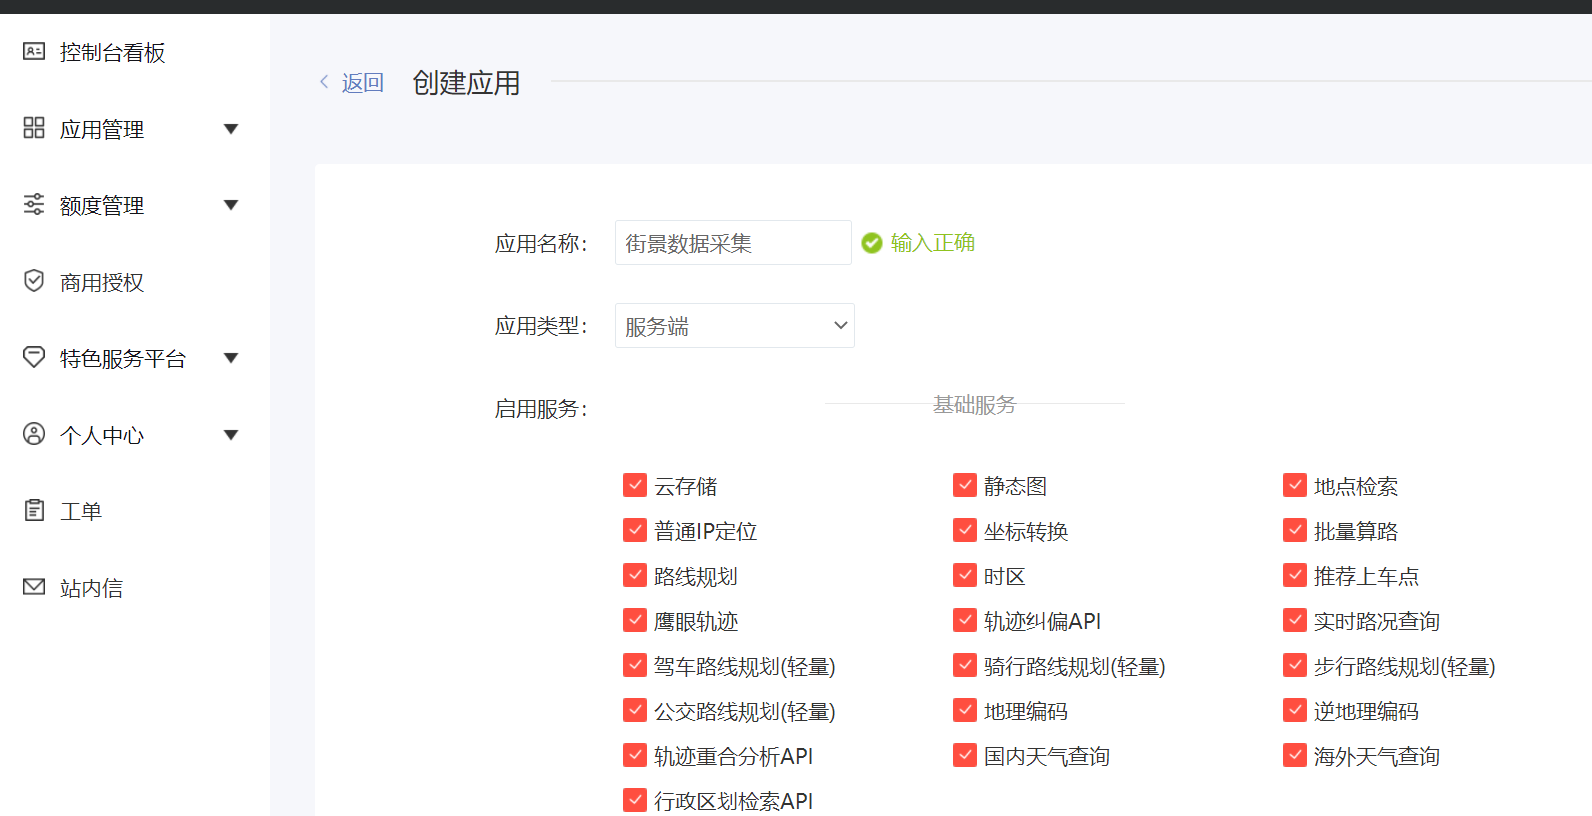 控制台看板
应用管理
额度管理
商用授权
特色服务平台
个人中心
工单
站内信
返回 创建应用
应用名称： 街景数据采集 输入正确
应用类型： 服务端
启用服务： 基础服务
云存储 静态图 地点检索
普通IP定位 坐标转换 批量算路
路线规划 时区 推荐上车点
鹰眼轨迹 轨迹纠偏API 实时路况查询
驾车路线规划(轻量) 骑行路线规划(轻量) 步行路线规划(轻量)
公交路线规划(轻量) 地理编码 逆地理编码
轨迹重合分析API 国内天气查询 海外天气查询
行政区划检索API